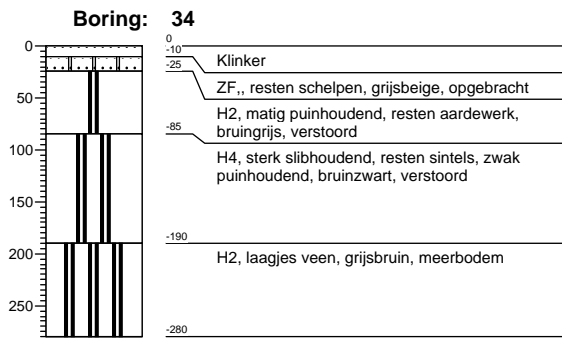 Boring: 34
0
50
100
150
200
250
0
-10
Klinker
-25
ZF,, resten schelpen, grijsbeige, opgebracht
H2, matig puinhoudend, resten aardewerk,
bruingrijs, verstoord
-85
H4, sterk slibhoudend, resten sintels, zwak
puinhoudend, bruinzwart, verstoord
-190
H2, laagjes veen, grijsbruin, meerbodem
-280